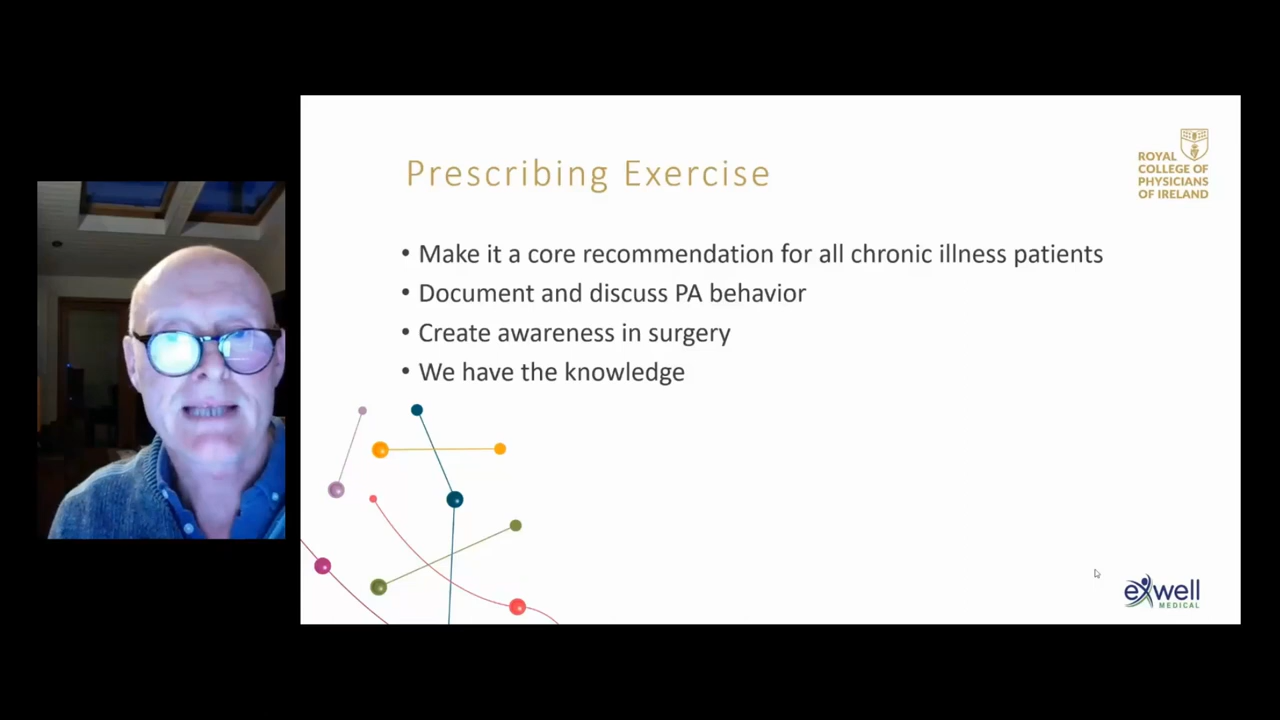 Prescribing Exercise
ROYAL
COLLEGE OF
PHYSICIANS
OF IRELAND
• Make it a core recommendation for all chronic illness patients
• Document and discuss PA behavior
• Create awareness in surgery
• We have the knowledge
exwell
MEDICAL